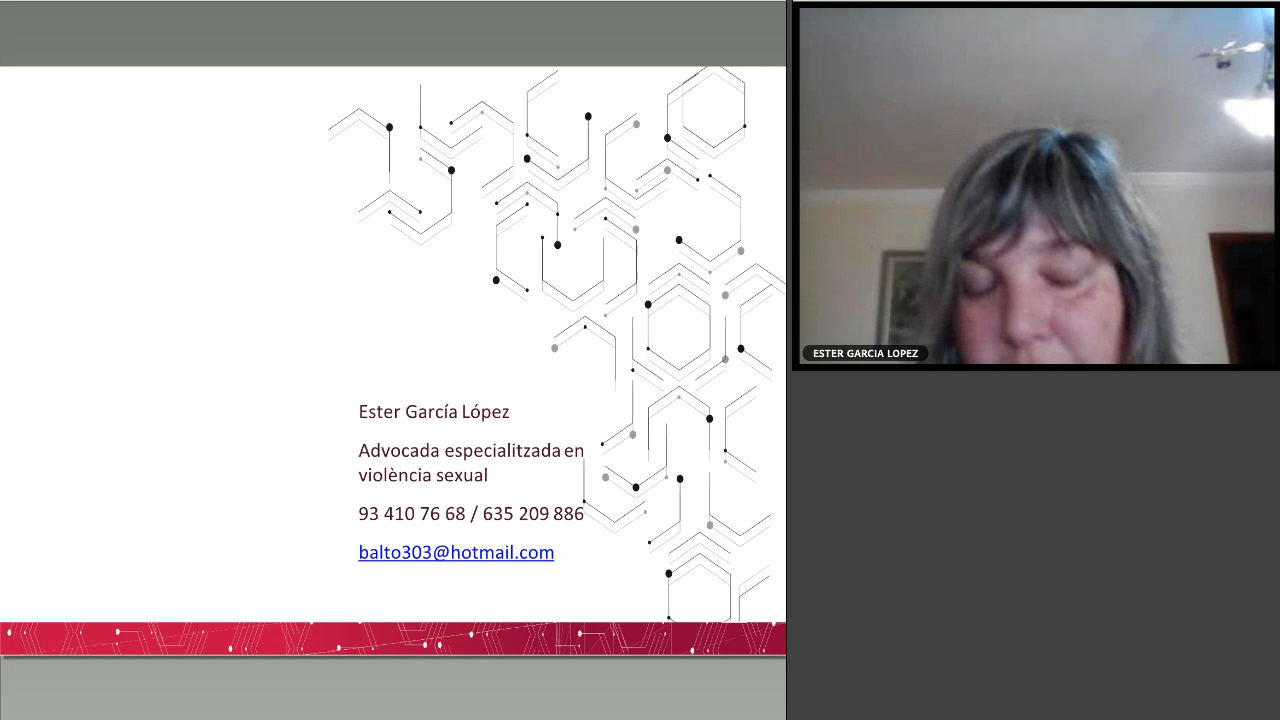 Ester García López
Advocada especialitzada en
violència sexual
93 410 76 68 / 635 209 886
balto303@hotmail.com
ESTER GARCIA LOPEZ